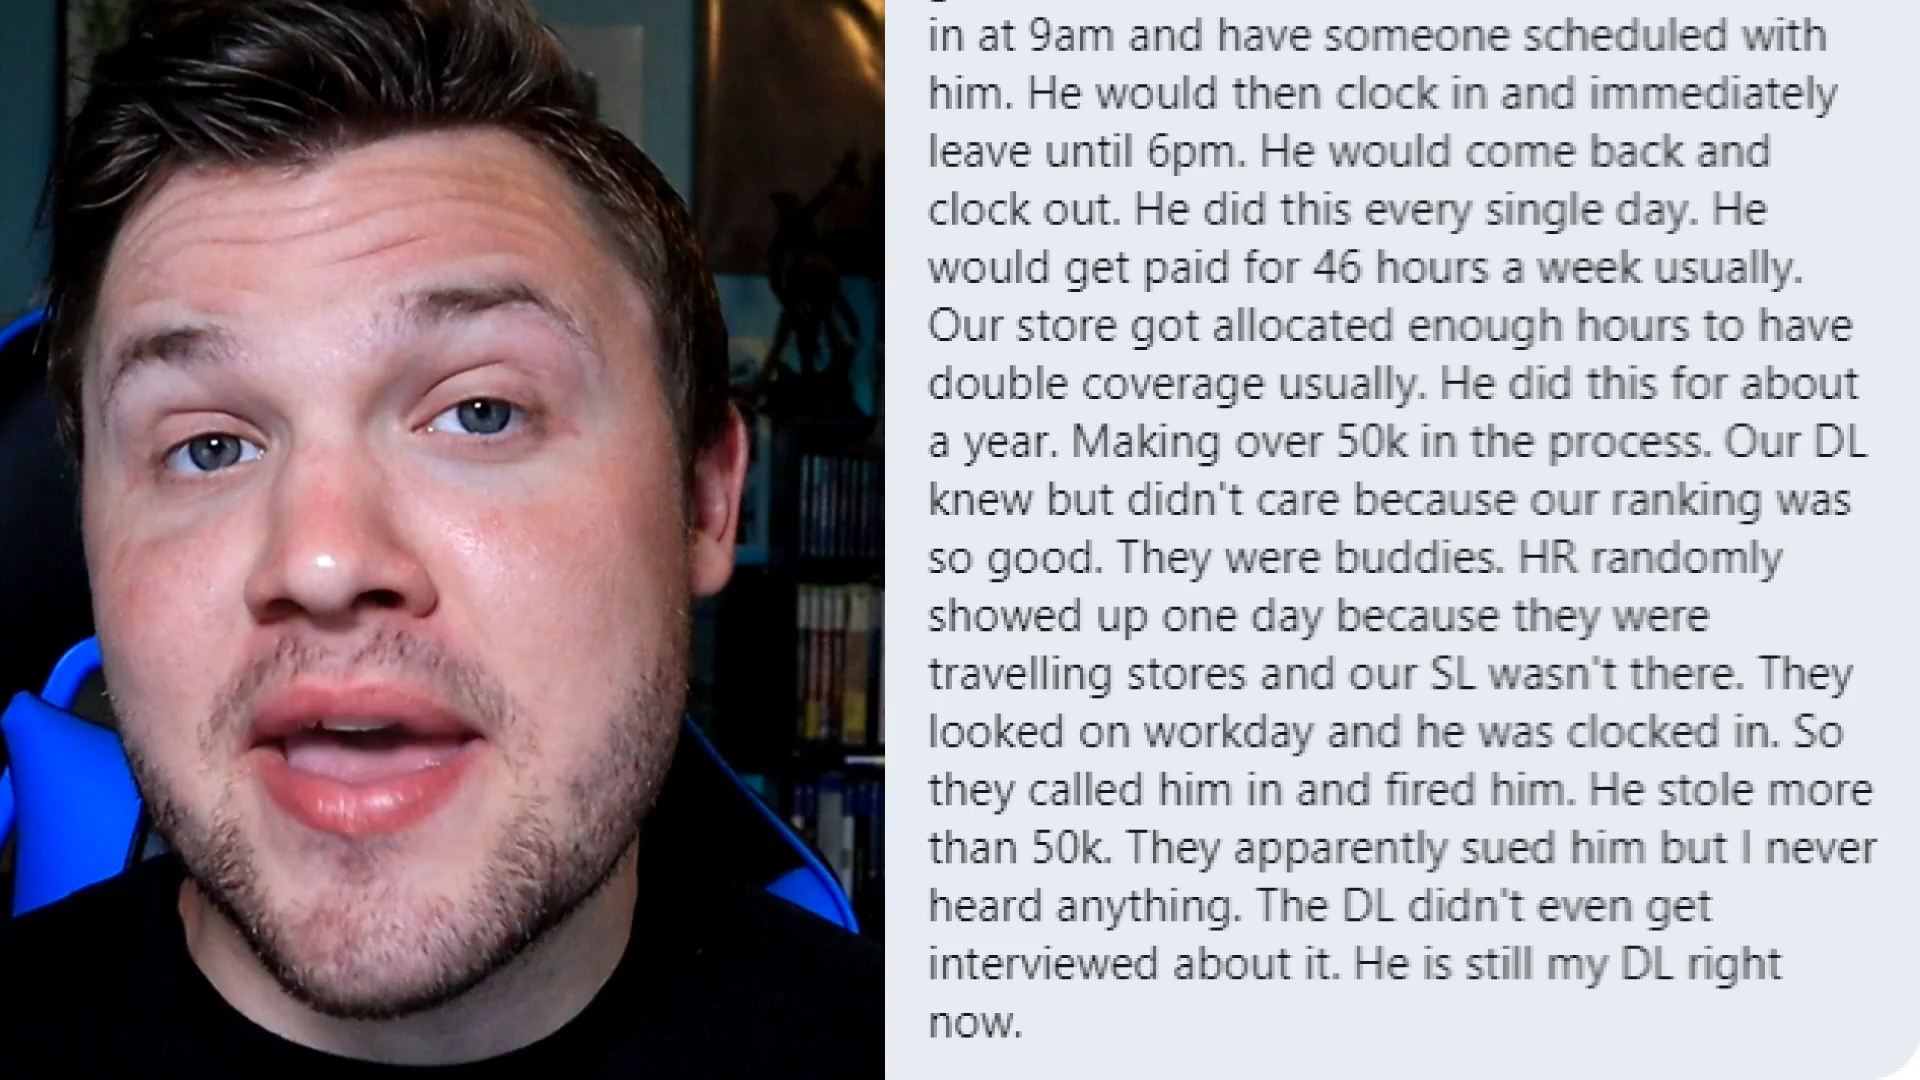 in at 9am and have someone scheduled with
him. He would then clock in and immediately
leave until 6pm. He would come back and
clock out. He did this every single day. He
would get paid for 46 hours a week usually.
Our store got allocated enough hours to have
double coverage usually. He did this for about
a year. Making over 50k in the process. Our DL
knew but didn't care because our ranking was
so good. They were buddies. HR randomly
showed up one day because they were
travelling stores and our SL wasn't there. They
looked on workday and he was clocked in. So
they called him in and fired him. He stole more
than 50k. They apparently sued him but I never
heard anything. The DL didn't even get
interviewed about it. He is still my DL right
now.